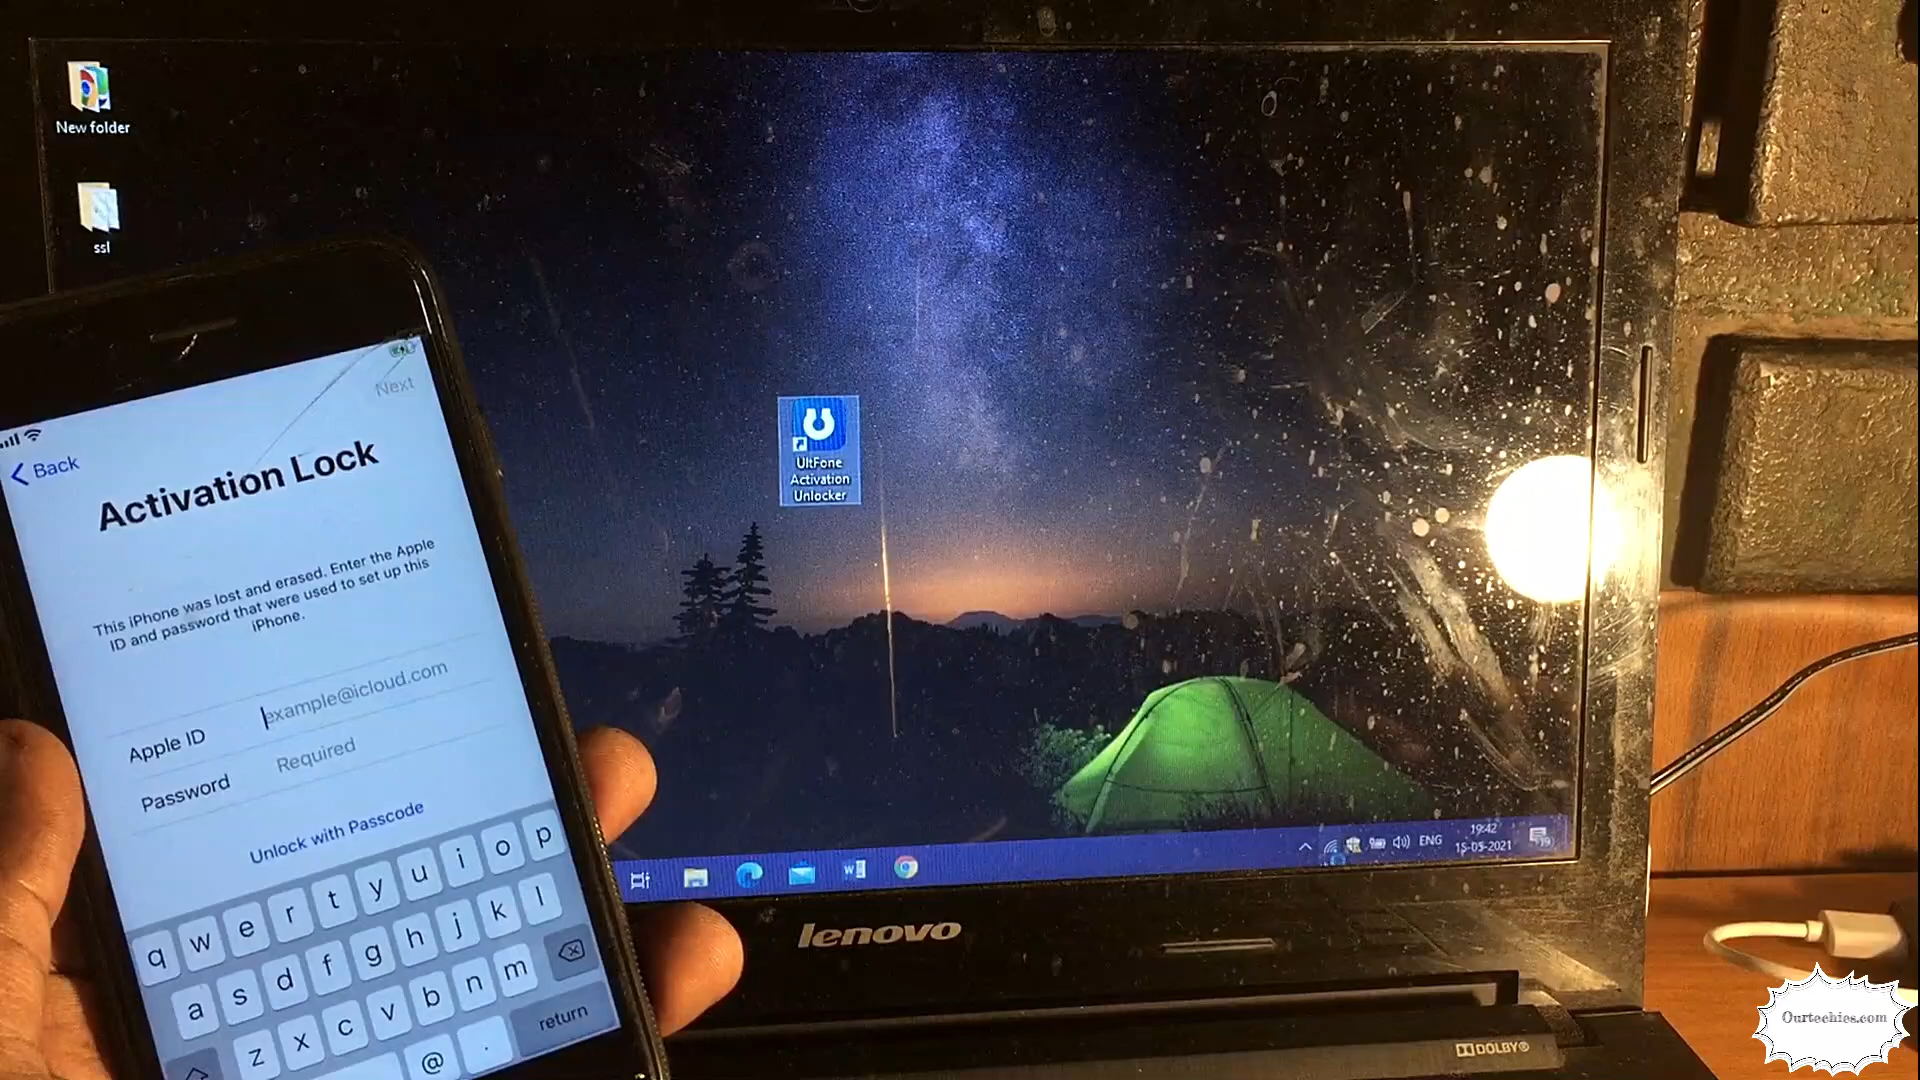 New folder
ssl
Next
Back
Activation Lock
This iPhone was lost and erased. Enter the Apple
ID and password that were used to set up this
iPhone.
Apple ID
example@icloud.com
Password
Required
Unlock with Passcode
q w e r t y u i o p
a s d f g h j k l
z x c v b n m
@ .
return
UltFone
Activation
Unlocker
ENG
19:42
15-05-2021
19
lenovo
DOLBY®
Ourtechies.com